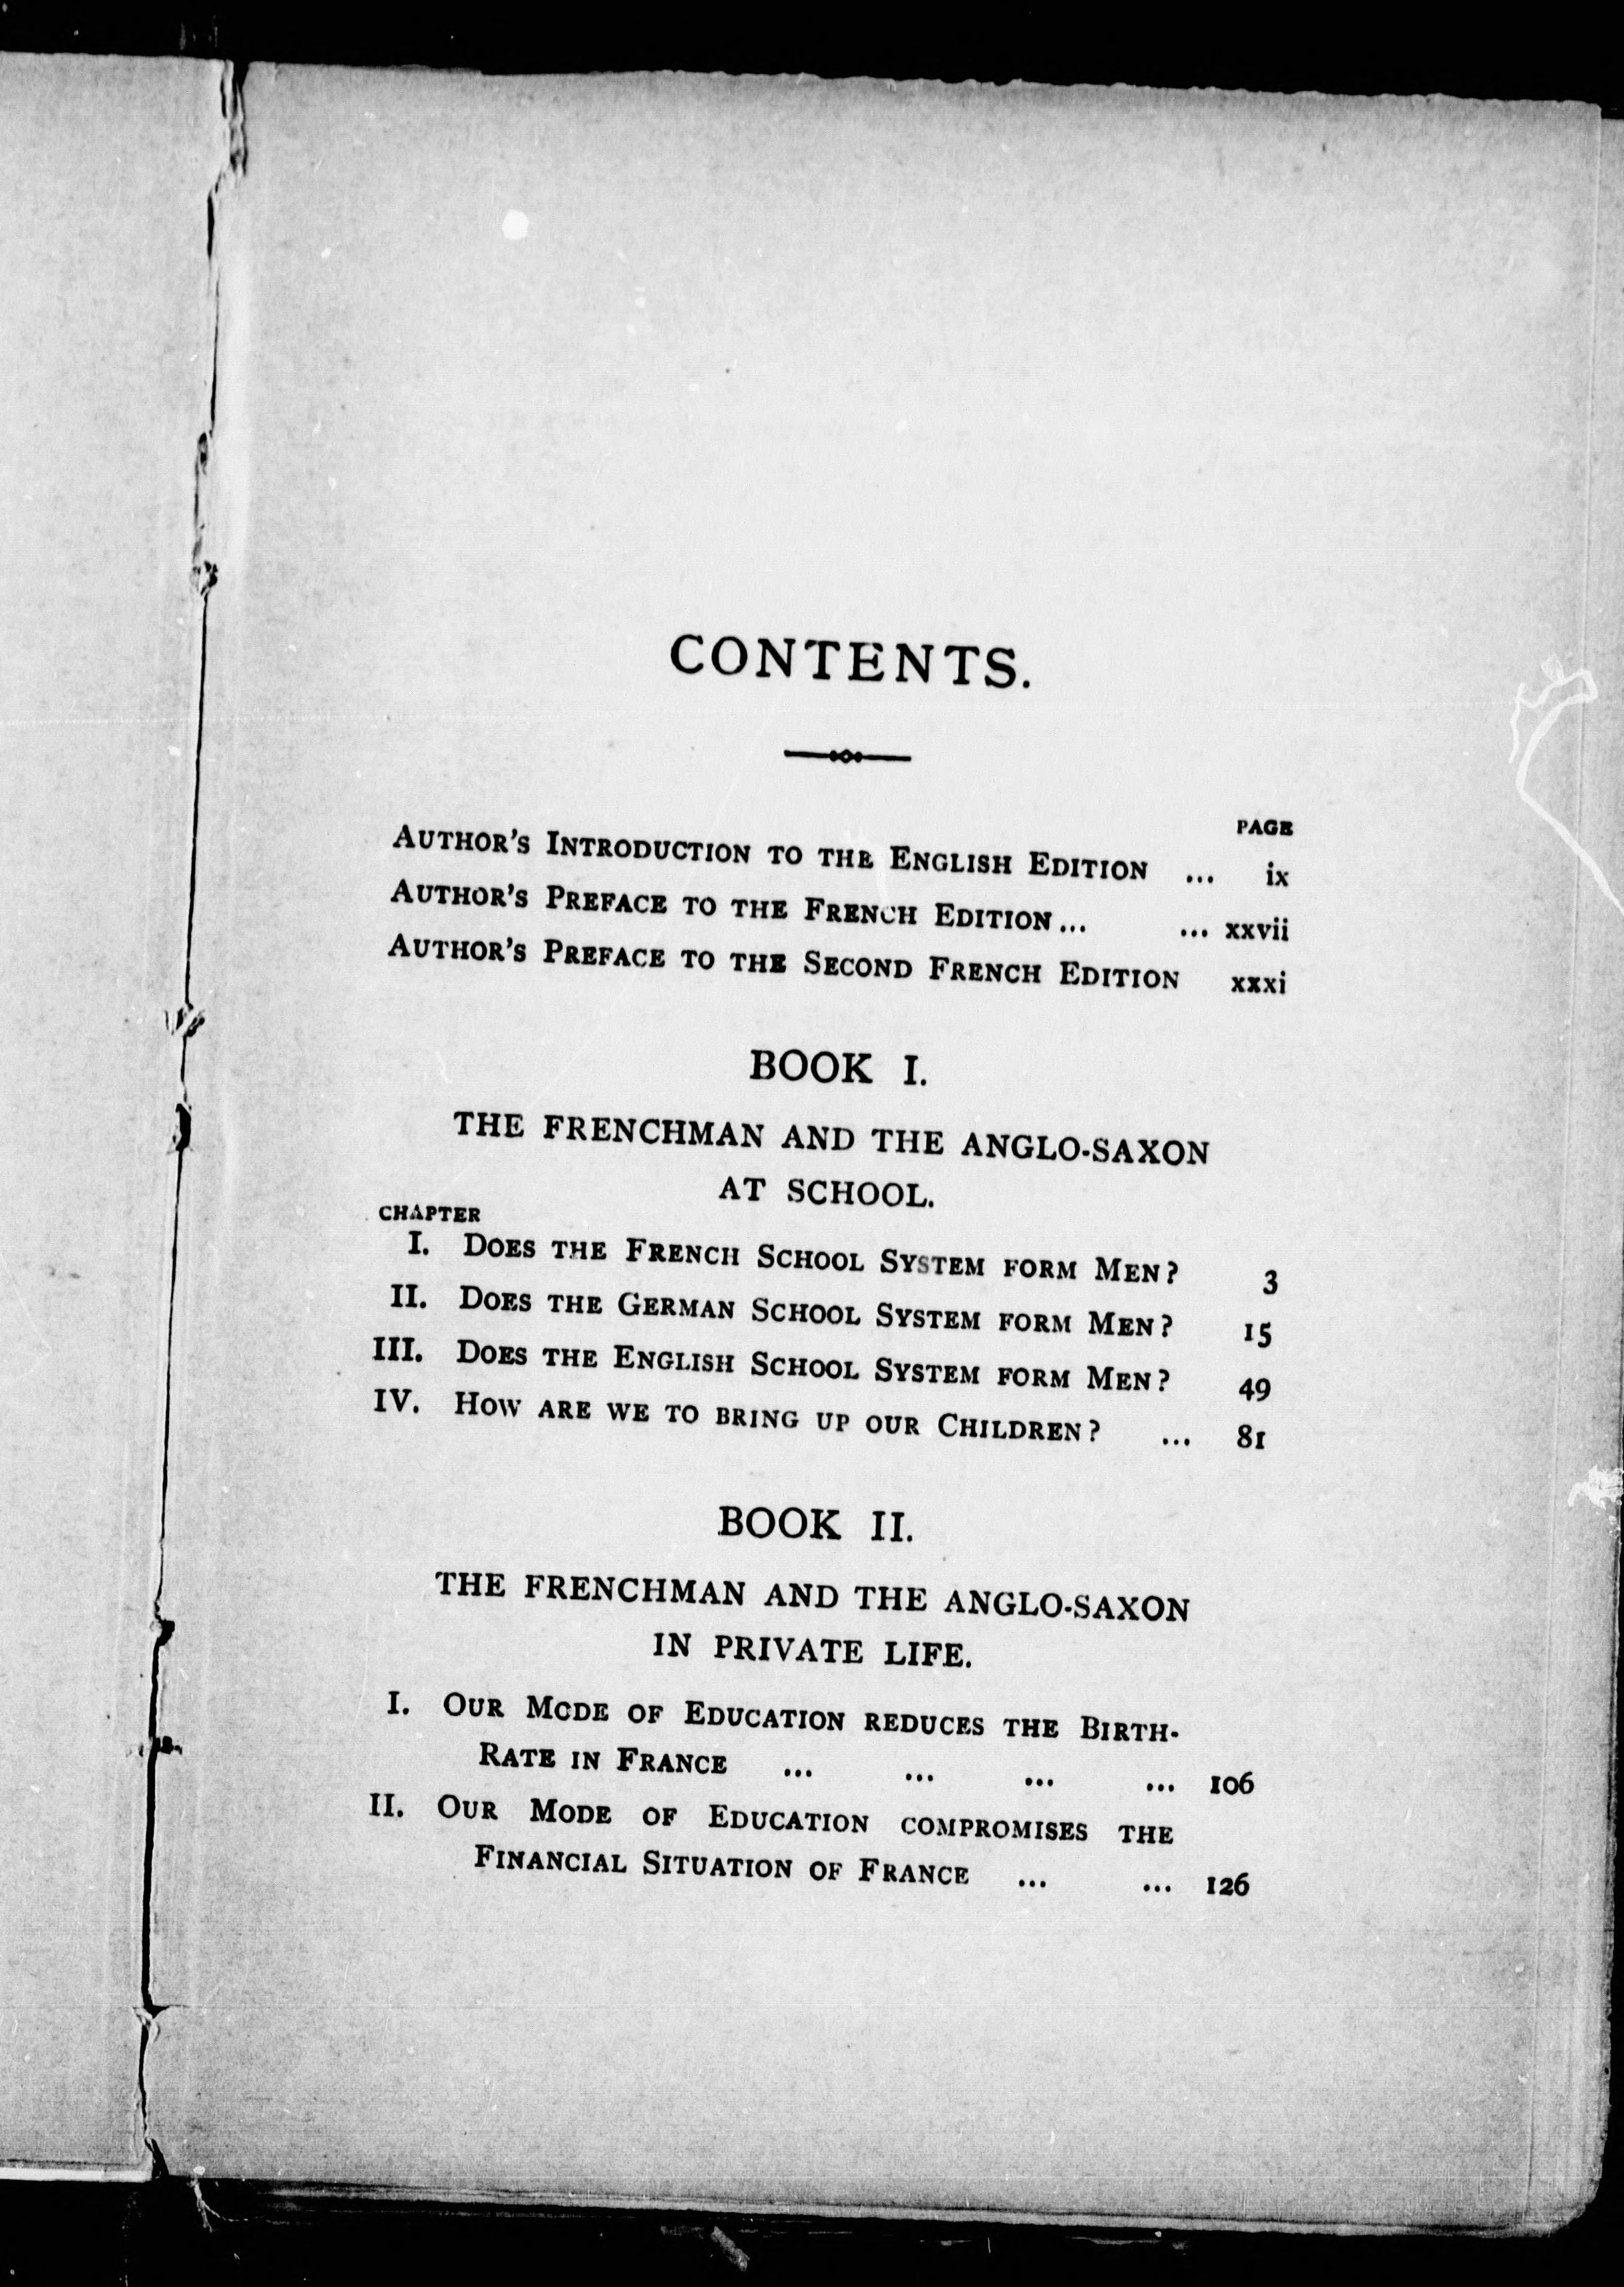 CONTENTS.
PAGE
AUTHOR'S INTRODUCTION TO THE ENGLISH EDITION ... ix
AUTHOR'S PREFACE TO THE FRENCH EDITION... ... xxvii
AUTHOR'S PREFACE TO THE SECOND FRENCH EDITION xxxi
BOOK I.
THE FRENCHMAN AND THE ANGLO-SAXON
AT SCHOOL.
CHAPTER
I. DOES THE FRENCH SCHOOL SYSTEM FORM MEN? 3
II. DOES THE GERMAN SCHOOL SYSTEM FORM MEN? 15
III. DOES THE ENGLISH SCHOOL SYSTEM FORM MEN? 49
IV. HOW ARE WE TO BRING UP OUR CHILDREN? ... 81
BOOK II.
THE FRENCHMAN AND THE ANGLO-SAXON
IN PRIVATE LIFE.
I. OUR MODE OF EDUCATION REDUCES THE BIRTH-
RATE IN FRANCE ... ... ... ... 106
II. OUR MODE OF EDUCATION COMPROMISES THE
FINANCIAL SITUATION OF FRANCE ... ... 126